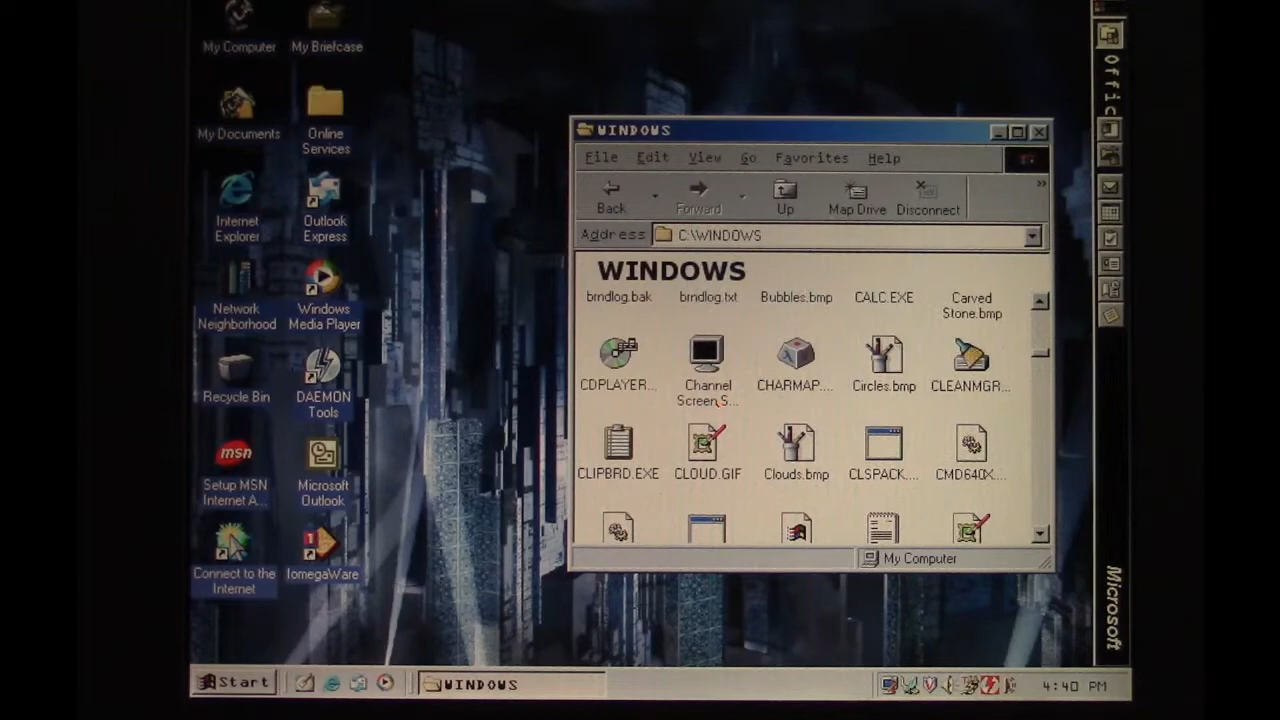 My Computer
My Briefcase
My Documents
Online
Services
Internet
Explorer
Outlook
Express
Network
Neighborhood
Windows
Media Player
Recycle Bin
DAEMON
Tools
msn
Setup MSN
Internet A...
Microsoft
Outlook
Connect to the
Internet
IomegaWare
WINDOWS
File Edit View Go Favorites Help
Back Forward Up Map Drive Disconnect
Address C:\WINDOWS
WINDOWS
brndlog.bak brndlog.txt Bubbles.bmp CALC.EXE Carved
Stone.bmp
CDPLAYER... Channel
Screen S... CHARMAP.... Circles.bmp CLEANMGR...
CLIPBRD.EXE CLOUD.GIF Clouds.bmp CLSPACK.... CMD640X...
My Computer
Offic
Microsoft
Start
WINDOWS
4:40 PM